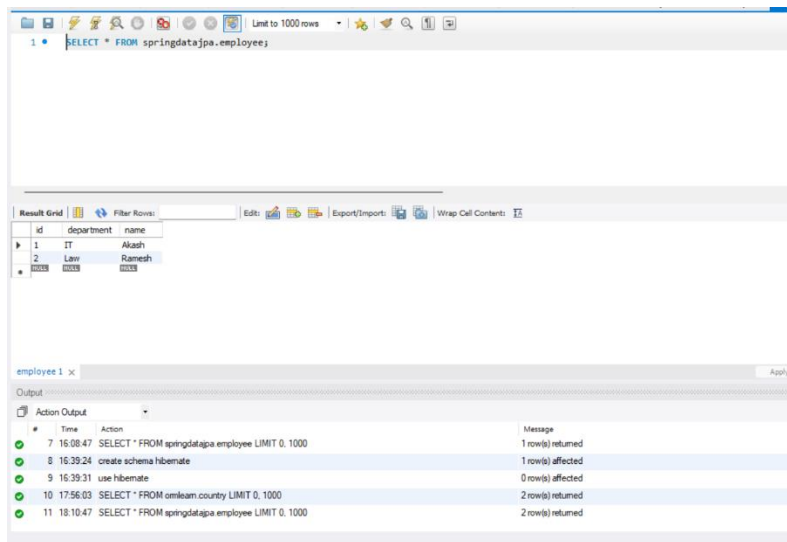 Limit to 1000 rows
1 SELECT * FROM springdatajpa.employee;
Result Grid Filter Rows: Edit: Export/Import: Wrap Cell Content:
id department name
1 IT Akash
2 Law Ramesh
NULL NULL NULL
employee 1 Apply
Output
Action Output
# Time Action Message
7 16:08:47 SELECT * FROM springdatajpa.employee LIMIT 0, 1000 1 row(s) returned
8 16:39:24 create schema hibernate 1 row(s) affected
9 16:39:31 use hibernate 0 row(s) affected
10 17:56:03 SELECT * FROM ormlearn.country LIMIT 0, 1000 2 row(s) returned
11 18:10:47 SELECT * FROM springdatajpa.employee LIMIT 0, 1000 2 row(s) returned